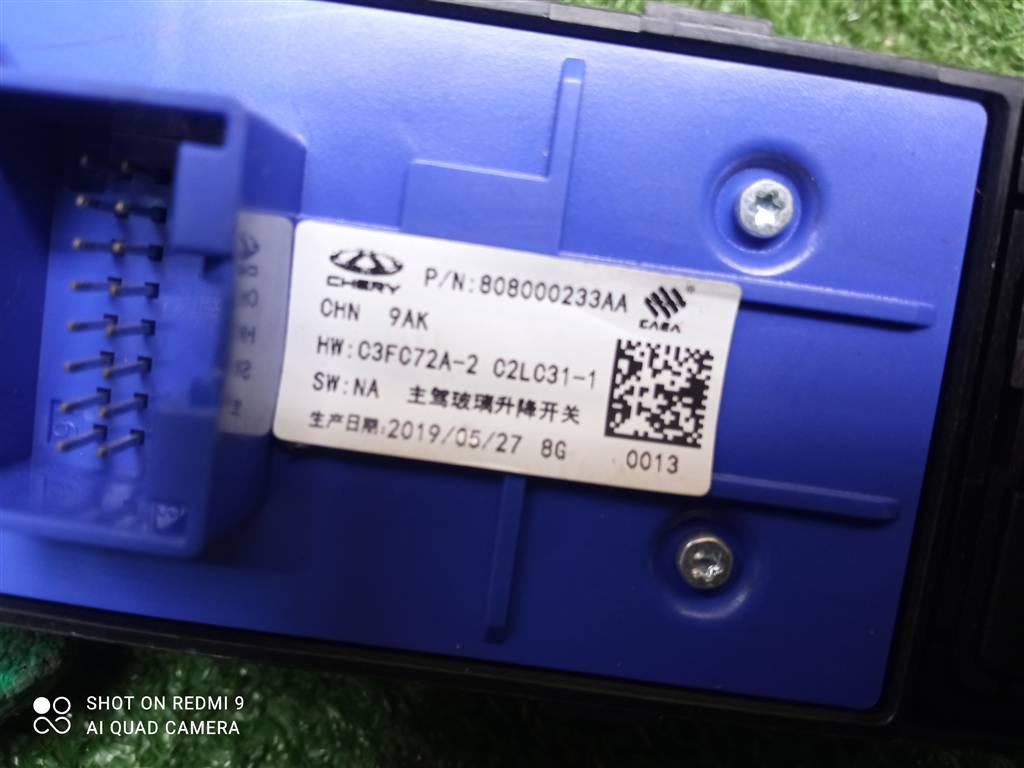 CHERY P/N:808000233AA
CHN 9AK
HW:C3FC72A-2 C2LC31-1
SW:NA 主驾玻璃升降开关
生产日期:2019/05/27 8G 0013
SHOT ON REDMI 9
AI QUAD CAMERA